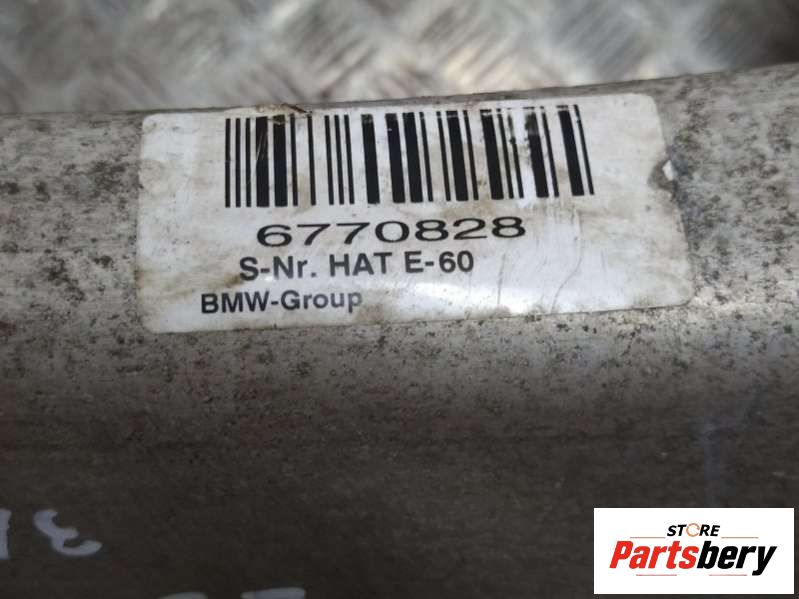 6770828
S-Nr. HAT E-60
BMW-Group
STORE
Partsbery